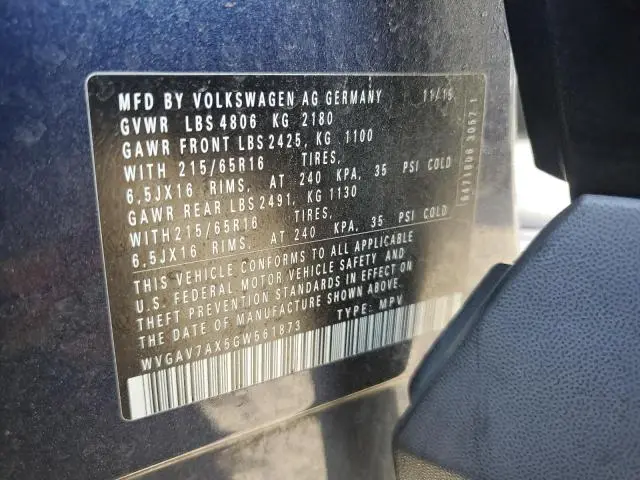 MFD BY VOLKSWAGEN AG GERMANY 11/15
GVWR LBS 4806 KG 2180
GAWR FRONT LBS 2425, KG 1100
WITH 215/65R16 TIRES,
6,5JX16 RIMS, AT 240 KPA, 35 PSI COLD
GAWR REAR LBS 2491, KG 1130
WITH 215/65R16 TIRES,
6,5JX16 RIMS, AT 240 KPA, 35 PSI COLD
THIS VEHICLE CONFORMS TO ALL APPLICABLE
U.S. FEDERAL MOTOR VEHICLE SAFETY AND
THEFT PREVENTION STANDARDS IN EFFECT ON
DATE OF MANUFACTURE SHOWN ABOVE.
WVGAV7AX5GW561873 TYPE: MPV